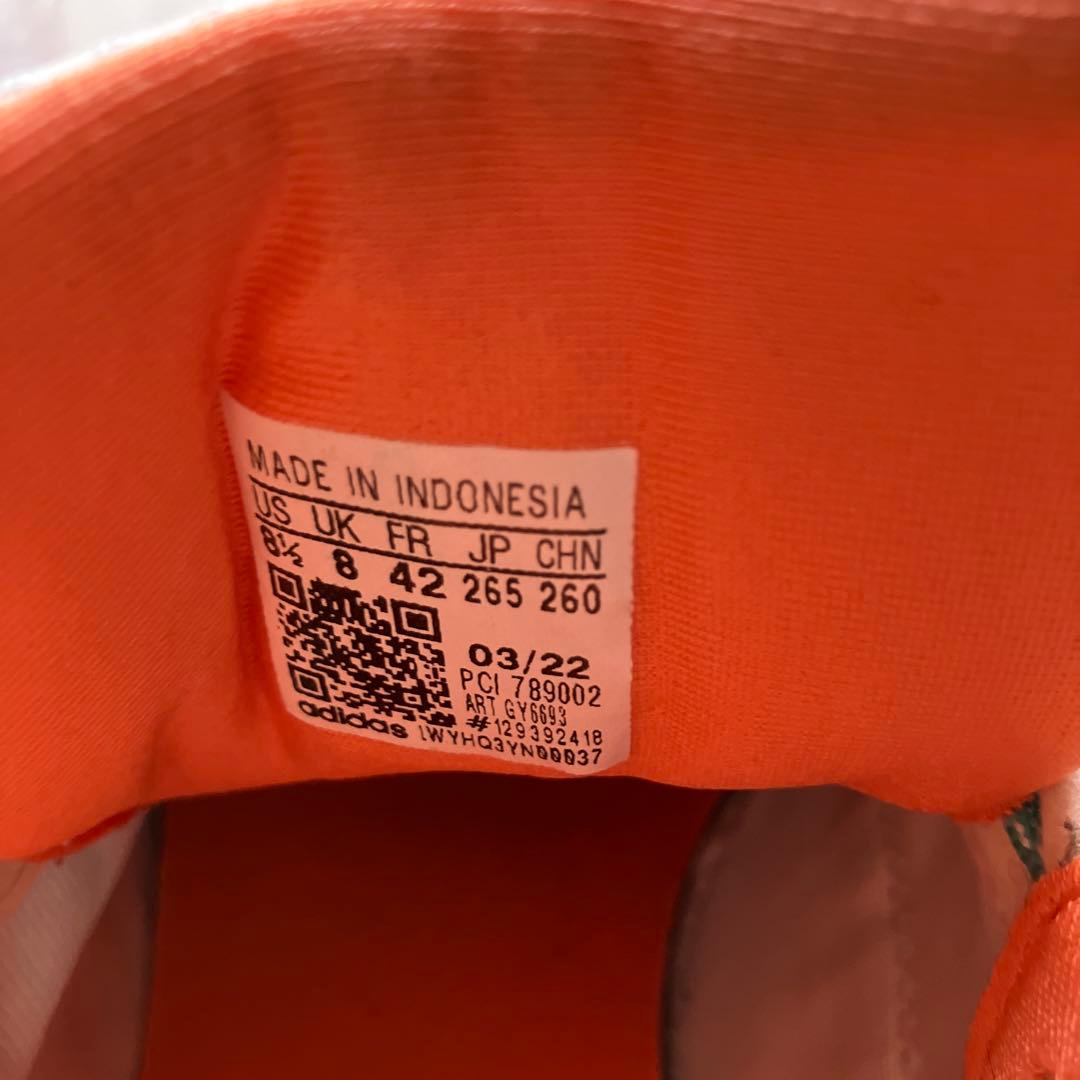 MADE IN INDONESIA
US UK FR JP CHN
8½ 8 42 265 260
03/22
PCI 789002
ART GY6693
#129392418
adidas 1WYHQ3YN00037